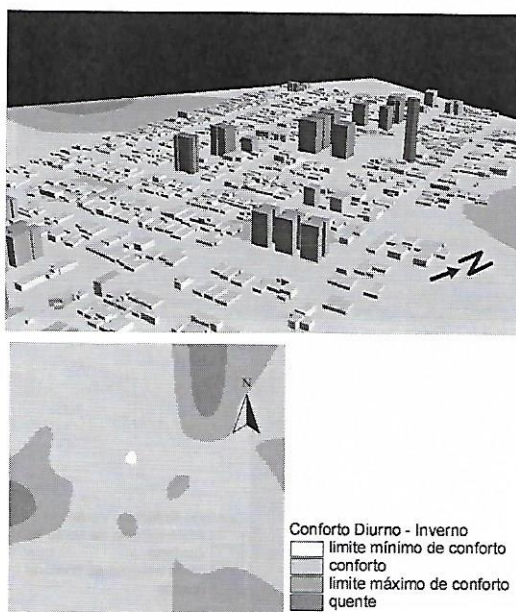 N
N
Conforto Diurno - Inverno
limite mínimo de conforto
conforto
limite máximo de conforto
quente